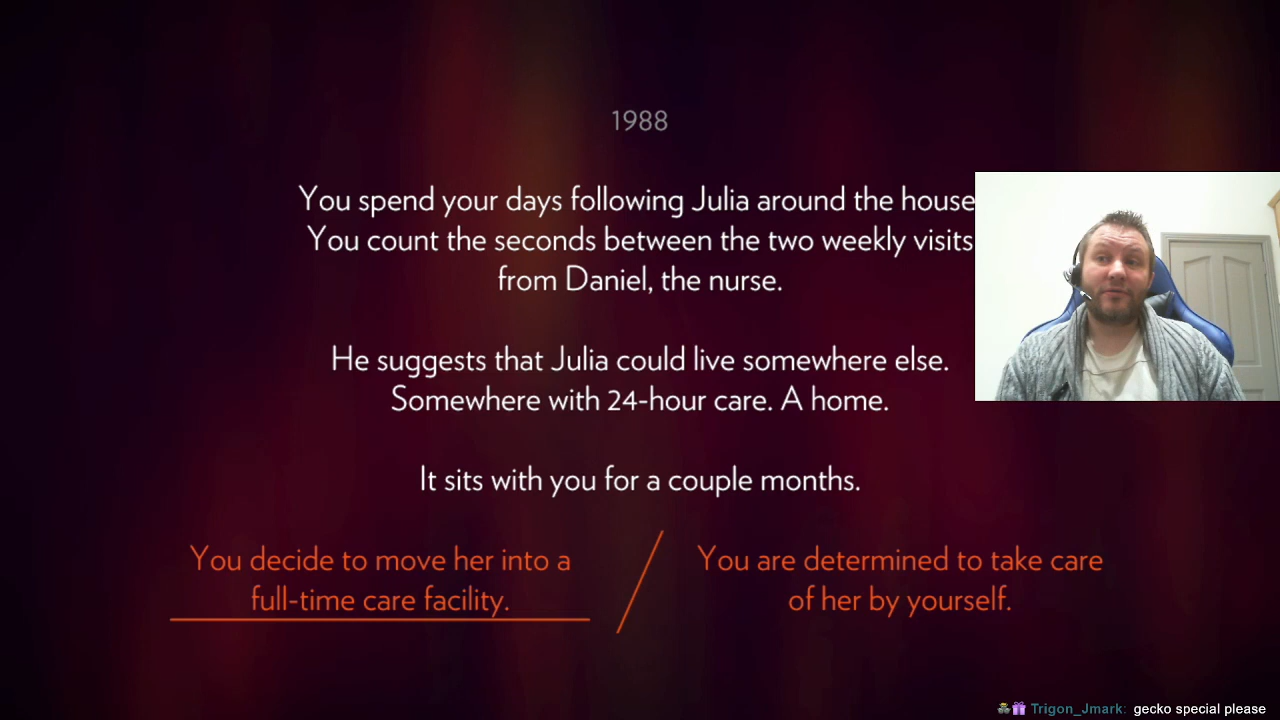 1988
You spend your days following Julia around the house
You count the seconds between the two weekly visits
from Daniel, the nurse.
He suggests that Julia could live somewhere else.
Somewhere with 24-hour care. A home.
It sits with you for a couple months.
You decide to move her into a
full-time care facility.
You are determined to take care
of her by yourself.
Trigon_Jmark: gecko special please